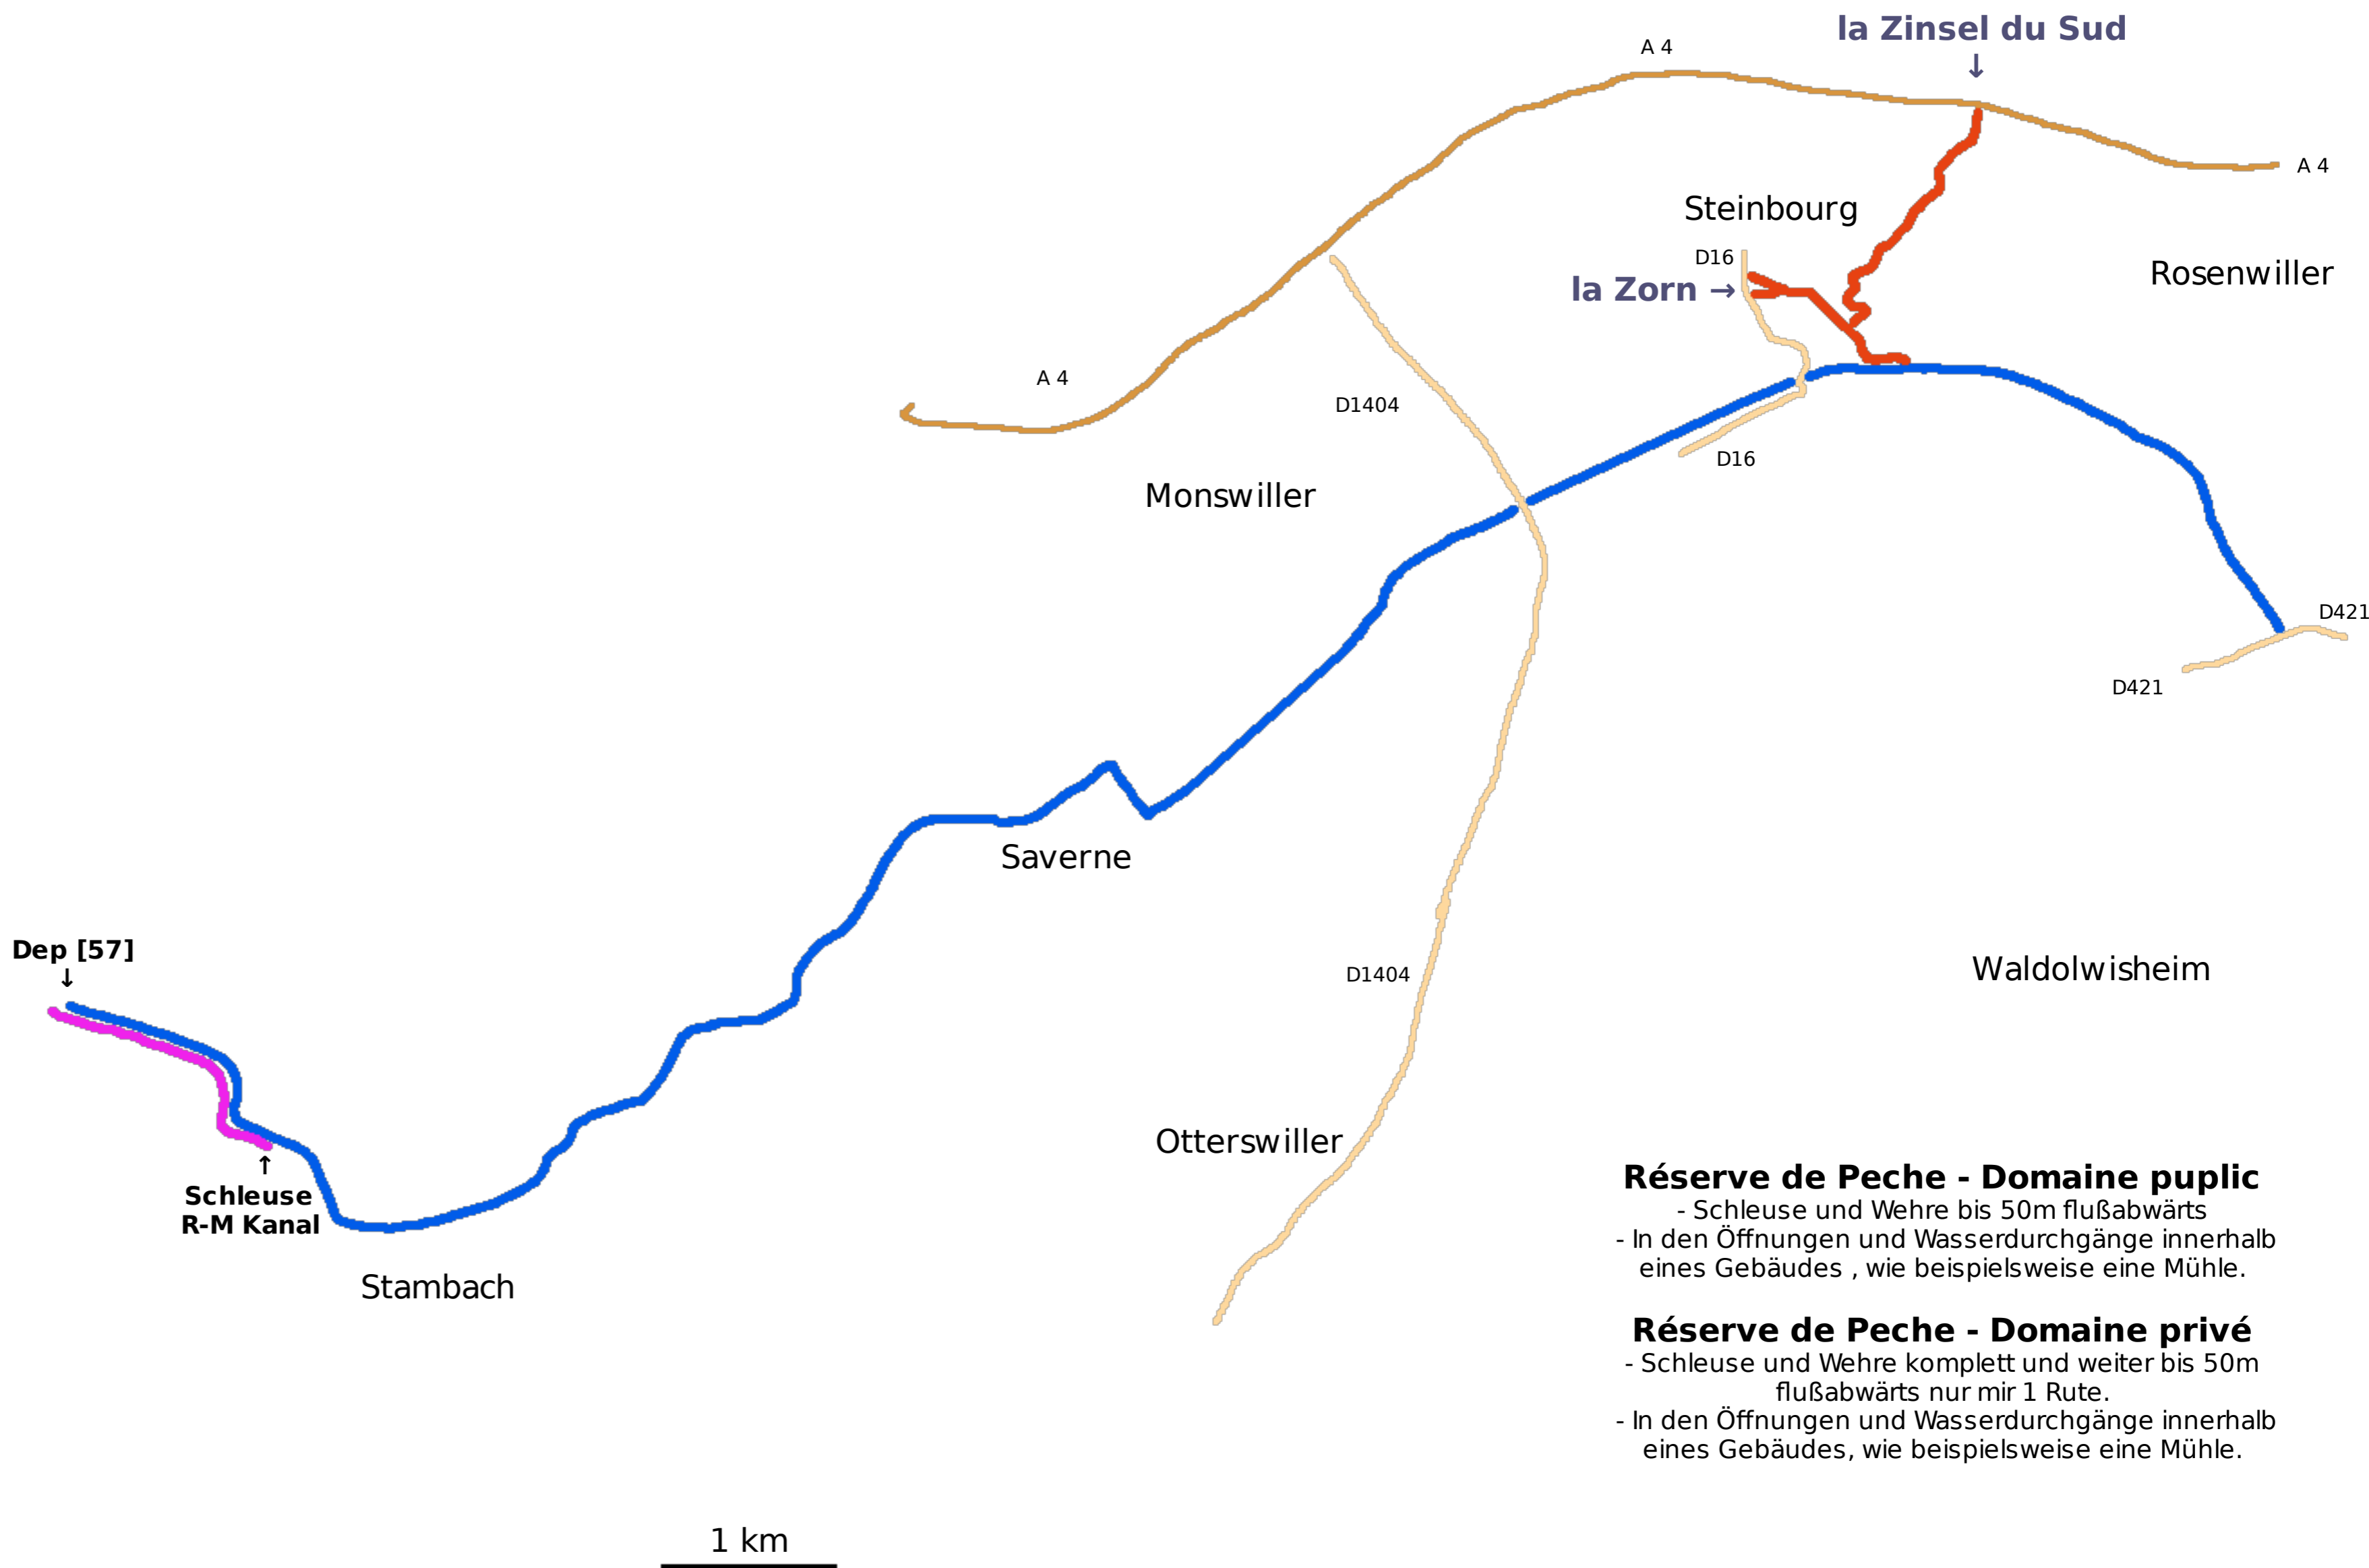 la Zinsel du Sud
↓
A 4
A 4
Steinbourg
D16
la Zorn →
Rosenwiller
A 4
D1404
D16
Monswiller
D421
D421
Saverne
Dep [57]
↓
D1404
Waldolwisheim
Otterswiller
↑
Schleuse
R-M Kanal
Stambach
Réserve de Peche - Domaine puplic
- Schleuse und Wehre bis 50m flußabwärts
- In den Öffnungen und Wasserdurchgänge innerhalb
eines Gebäudes , wie beispielsweise eine Mühle.
Réserve de Peche - Domaine privé
- Schleuse und Wehre komplett und weiter bis 50m
flußabwärts nur mir 1 Rute.
- In den Öffnungen und Wasserdurchgänge innerhalb
eines Gebäudes, wie beispielsweise eine Mühle.
1 km